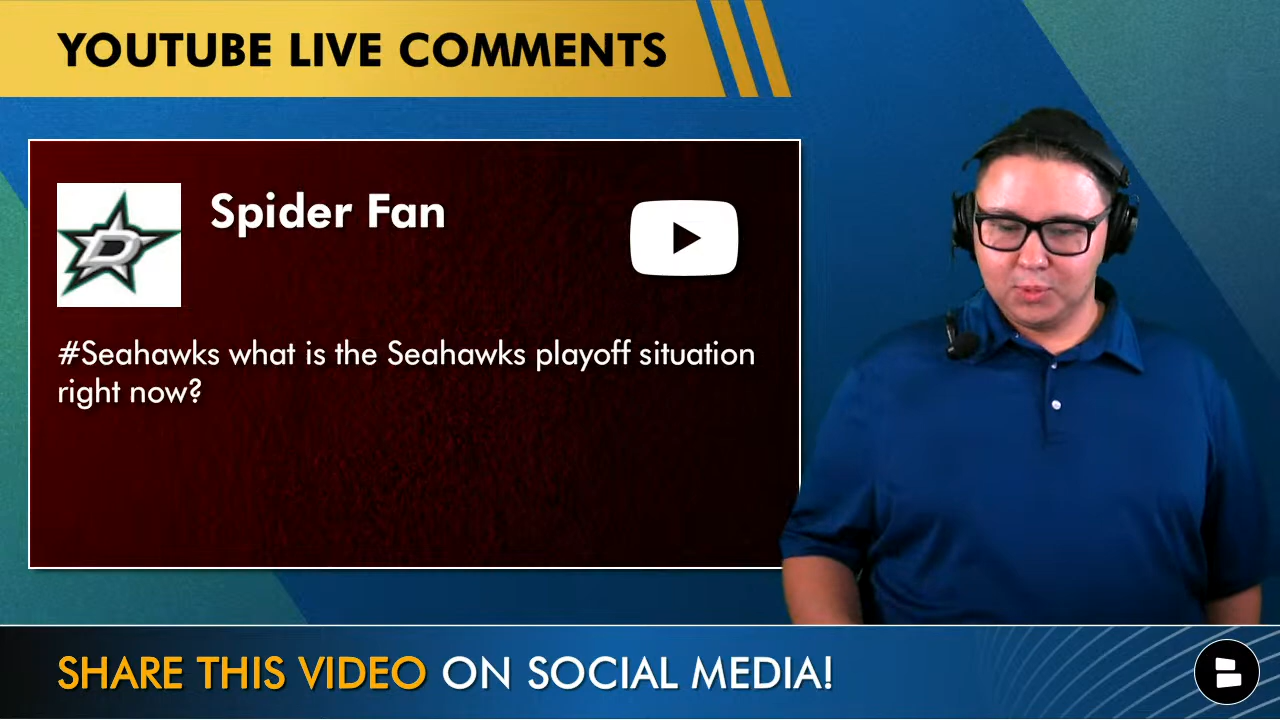 YOUTUBE LIVE COMMENTS
Spider Fan
D
#Seahawks what is the Seahawks playoff situation
right now?
SHARE THIS VIDEO ON SOCIAL MEDIA!